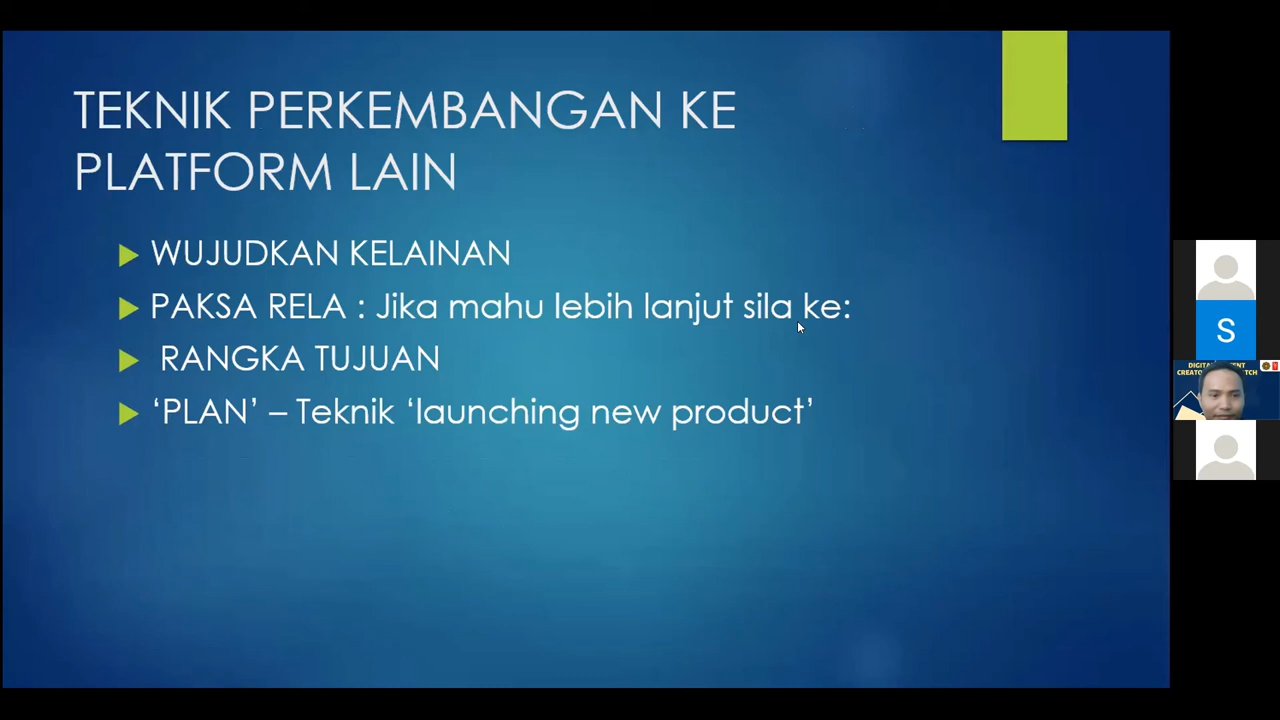 TEKNIK PERKEMBANGAN KE
PLATFORM LAIN
WUJUDKAN KELAINAN
PAKSA RELA : Jika mahu lebih lanjut sila ke:
RANGKA TUJUAN
‘PLAN’ – Teknik ‘launching new product’
S